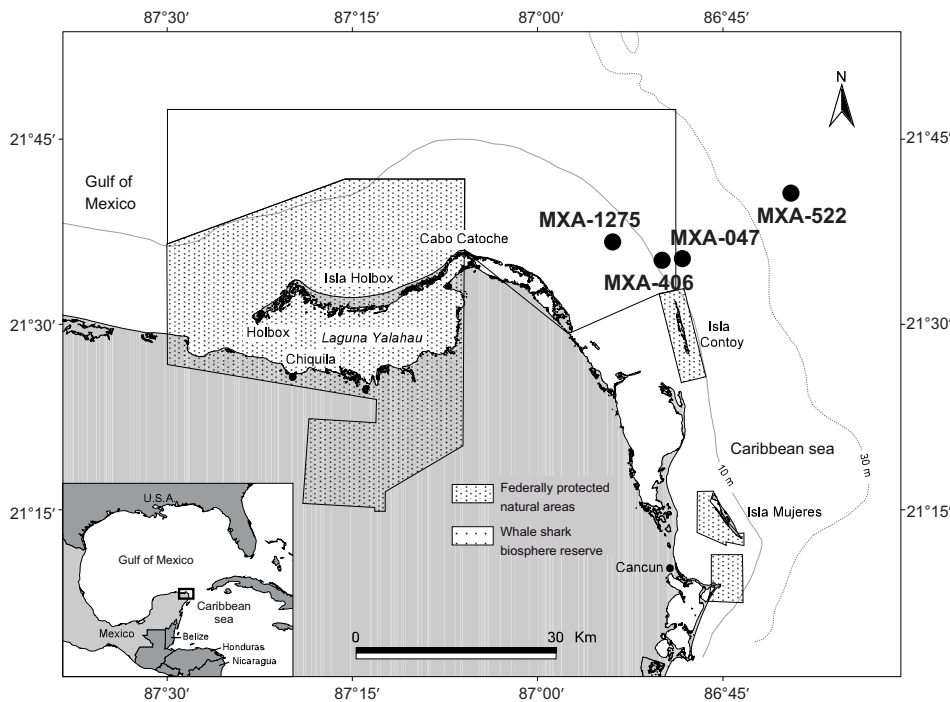 87°30′ 87°15′ 87°00′ 86°45′
N
21°45′ 21°45′
Gulf of
Mexico
MXA-522
MXA-1275
MXA-047
Cabo Catoche
MXA-406
Isla Holbox
21°30′ 21°30′
Holbox
Laguna Yalahau
Isla
Contoy
Chiquila
Caribbean sea
10 m
30 m
Federally protected
natural areas
Whale shark
biosphere reserve
21°15′ 21°15′
Isla Mujeres
Cancun
U.S.A.
Gulf of Mexico
Caribbean
sea
Mexico
Belize
Honduras
Nicaragua
0 30 Km
87°30′ 87°15′ 87°00′ 86°45′